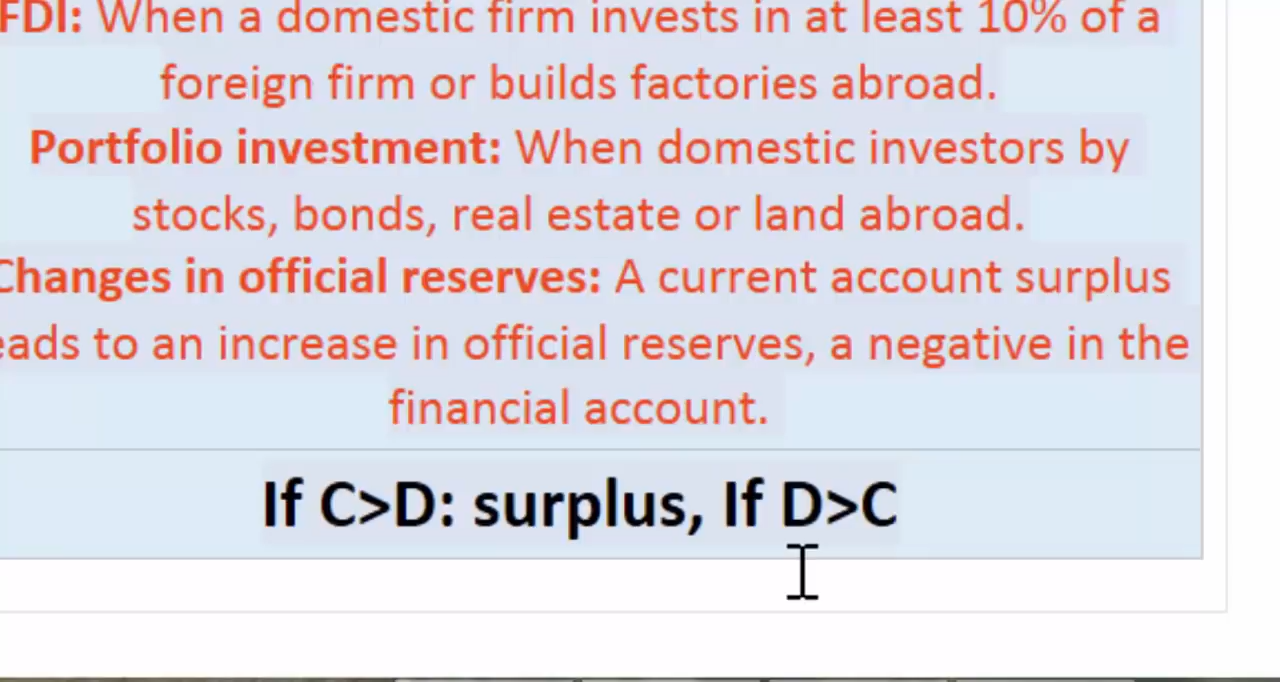 FDI: When a domestic firm invests in at least 10% of a
foreign firm or builds factories abroad.
Portfolio investment: When domestic investors by
stocks, bonds, real estate or land abroad.
Changes in official reserves: A current account surplus
eads to an increase in official reserves, a negative in the
financial account.
If C>D: surplus, If D>C